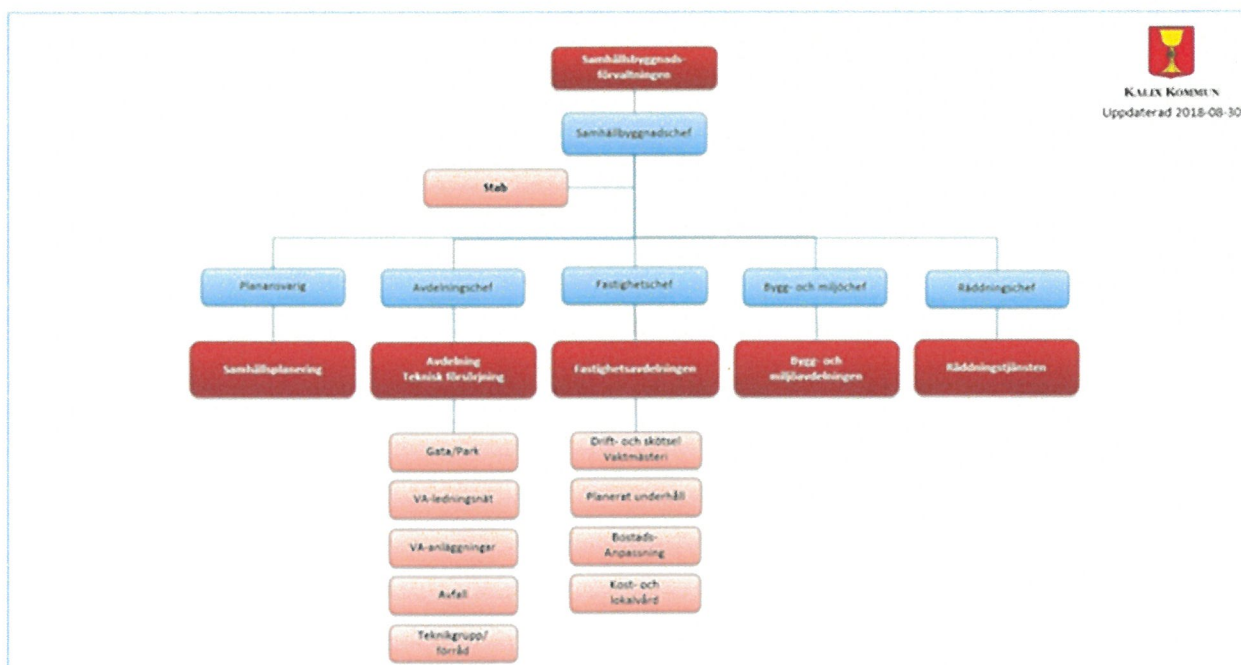 Samhällsbyggnads-
förvaltningen
KALIX KOMMUN
Uppdaterad 2018-08-30
Samhällbyggnadschef
Stab
Planansvarig
Avdelningschef
Fastighetschef
Bygg- och miljöchef
Räddningschef
Samhällsplanering
Avdelning
Teknisk försörjning
Fastighetsavdelningen
Bygg- och
miljöavdelningen
Räddningstjänsten
Gata/Park
VA-ledningsnät
VA-anläggningar
Avfall
Teknikgrupp/
förråd
Drift- och skötsel
Vaktmästeri
Planerat underhåll
Bostads-
Anpassning
Kost- och
lokalvård